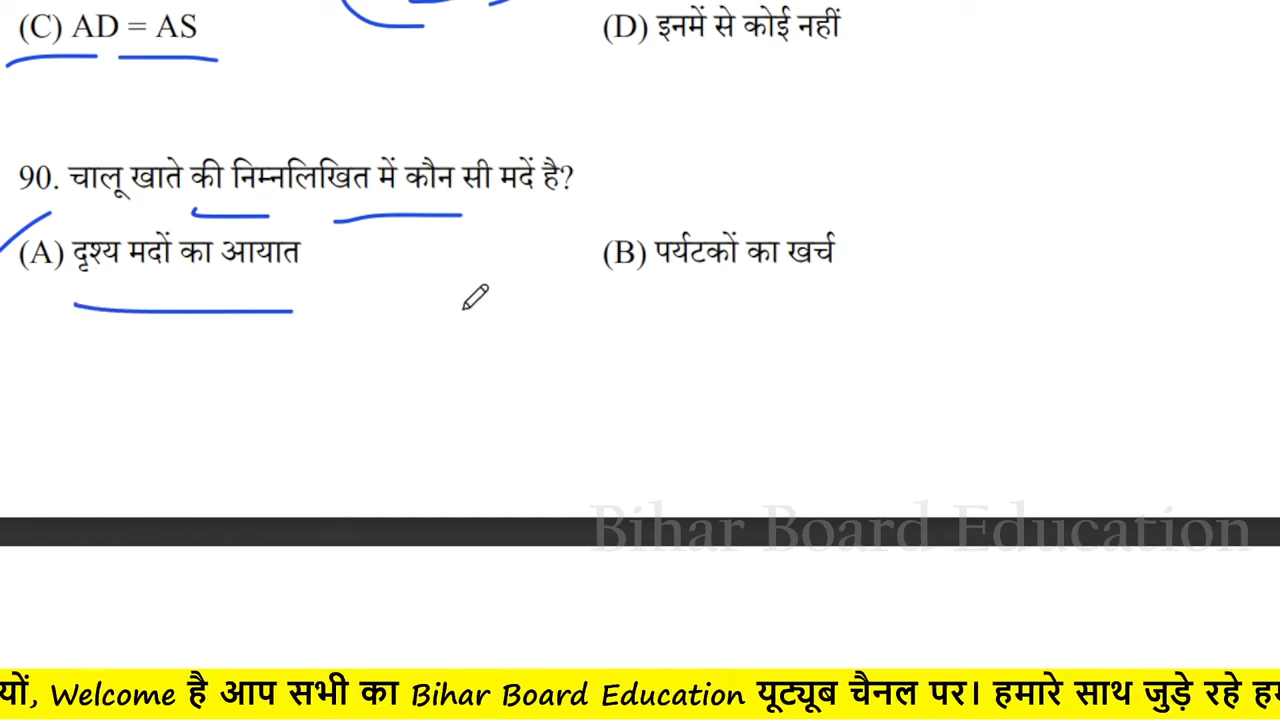 (C) AD = AS (D) इनमें से कोई नहीं
90. चालू खाते की निम्नलिखित में कौन सी मदें है?
(A) दृश्य मदों का आयात (B) पर्यटकों का खर्च
Bihar Board Education
यों, Welcome है आप सभी का Bihar Board Education यूट्यूब चैनल पर। हमारे साथ जुड़े रहे